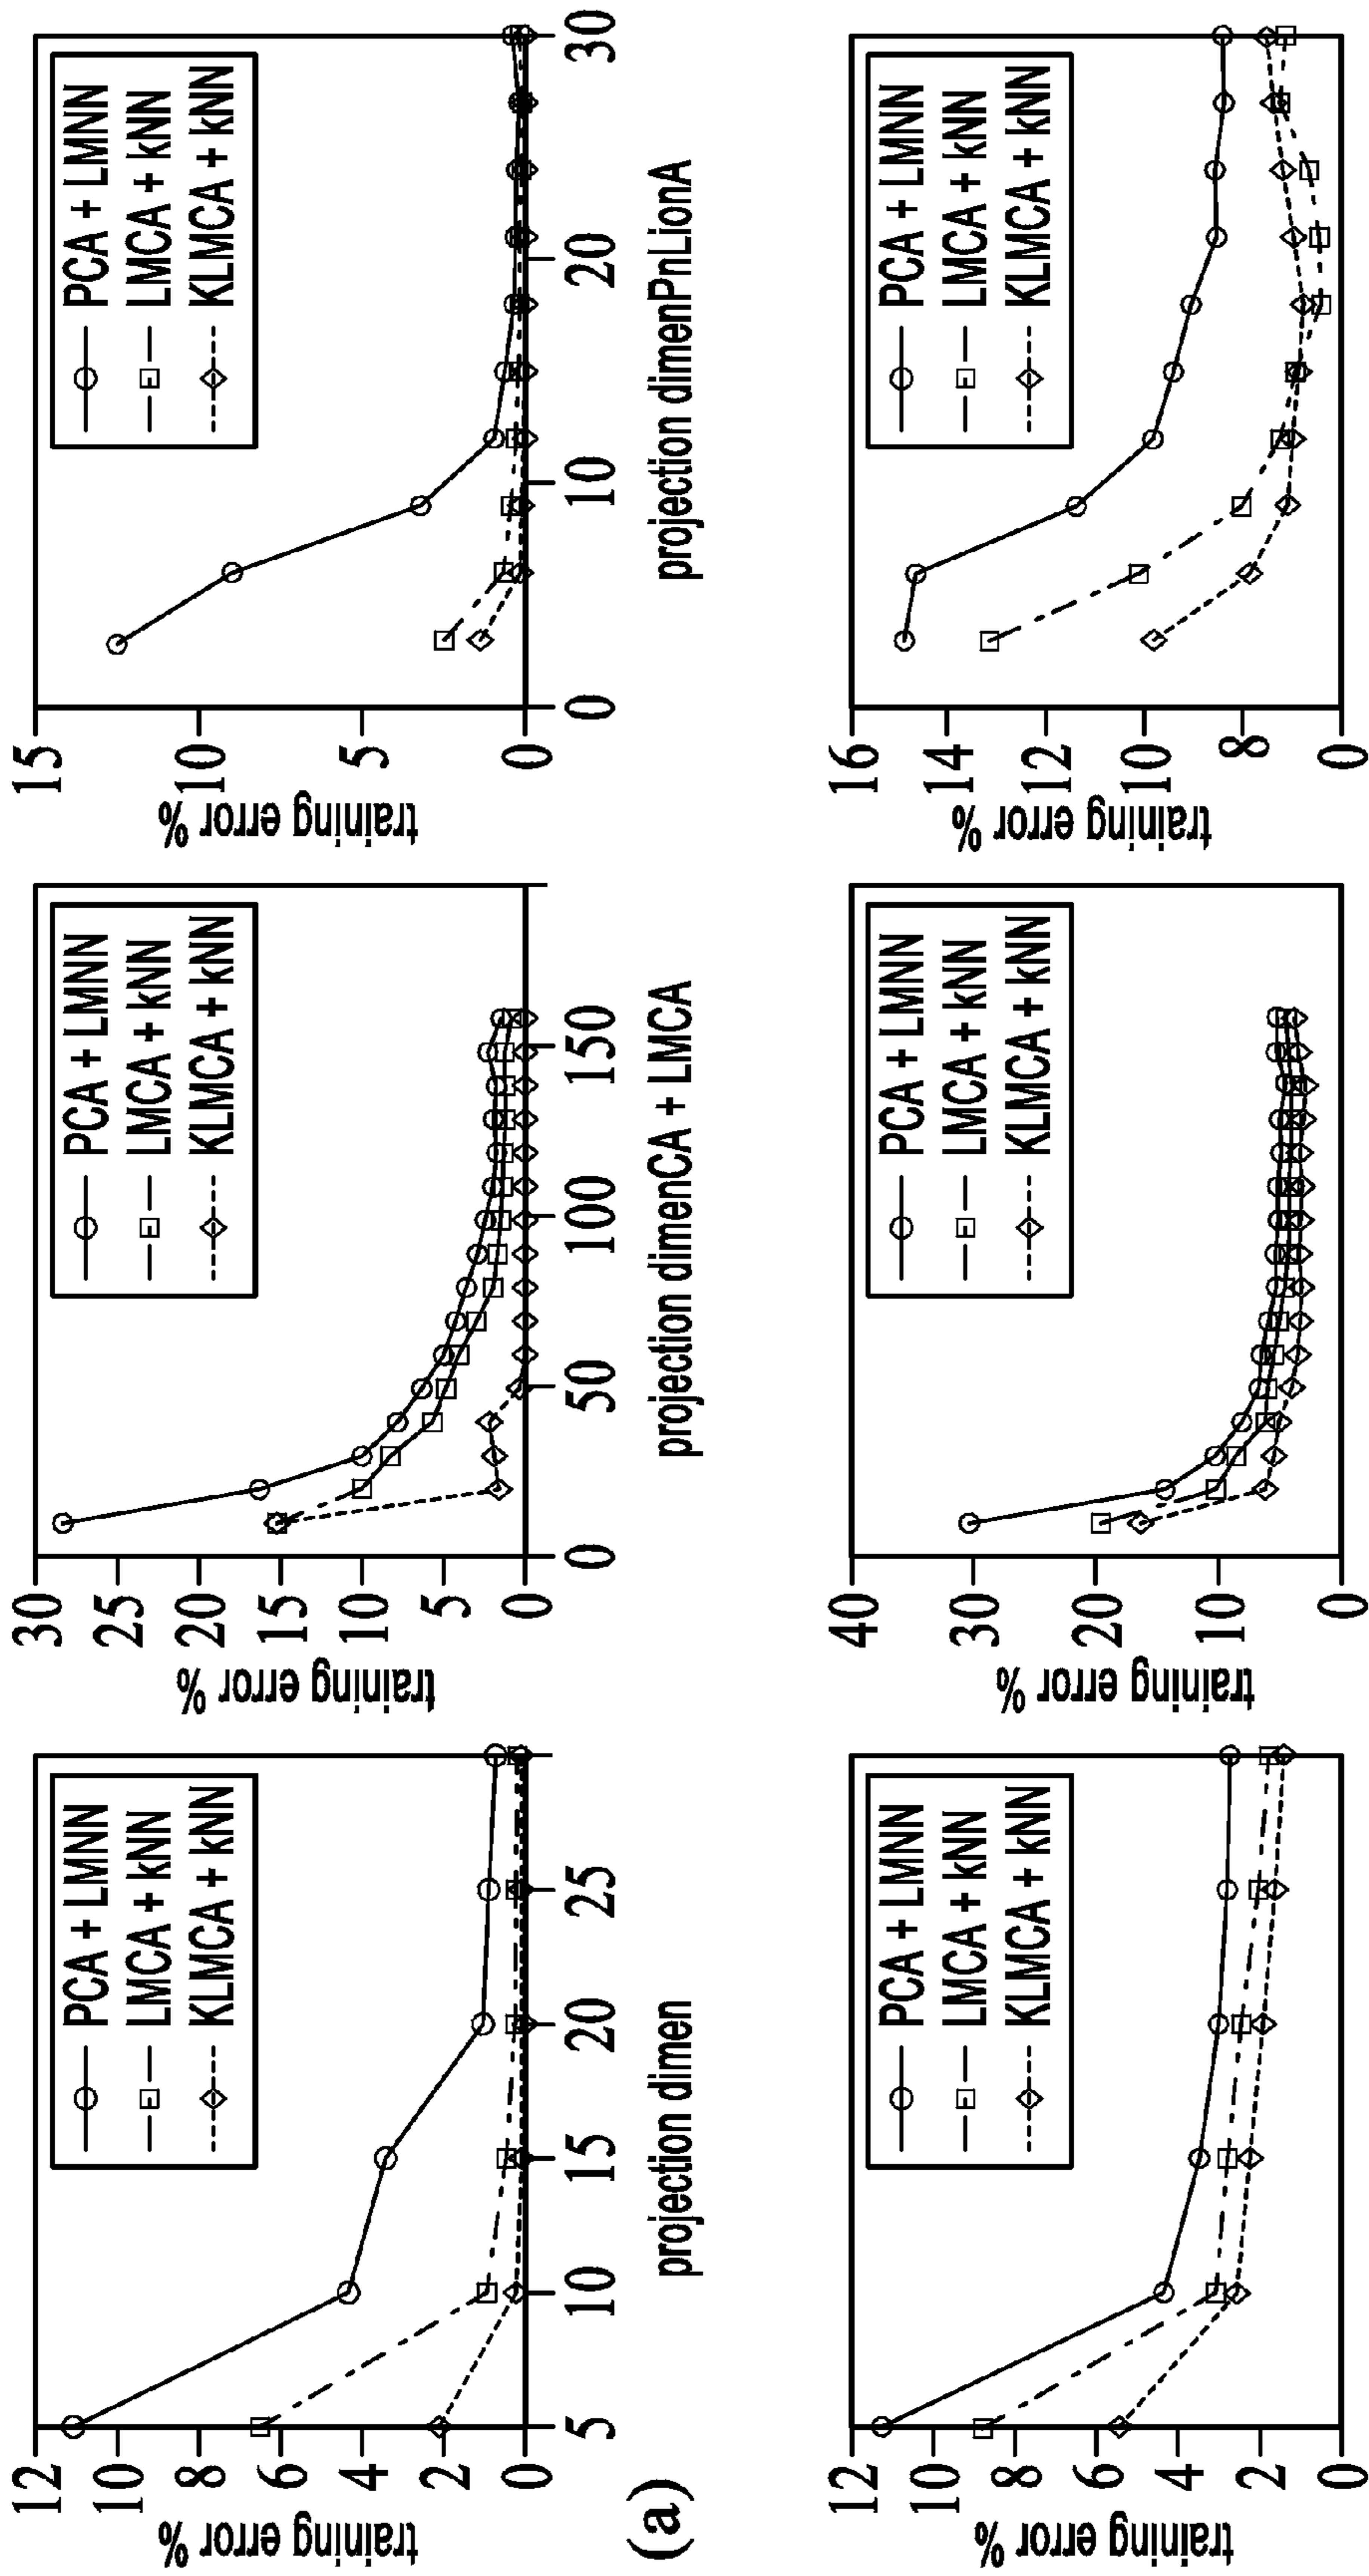 training error %
12
10
8
6
4
2
0
PCA + LMNN
LMCA + kNN
KLMCA + kNN
5
10
15
20
25
projection dimen
(a)
training error %
30
25
20
15
10
5
0
PCA + LMNN
LMCA + kNN
KLMCA + kNN
0
50
100
150
projection dimenCA + LMCA
training error %
15
10
5
0
PCA + LMNN
LMCA + kNN
KLMCA + kNN
0
10
20
30
projection dimenPnLionA
training error %
12
10
8
6
4
2
0
PCA + LMNN
LMCA + kNN
KLMCA + kNN
training error %
40
30
20
10
0
PCA + LMNN
LMCA + kNN
KLMCA + kNN
training error %
16
14
12
10
8
0
PCA + LMNN
LMCA + kNN
KLMCA + kNN